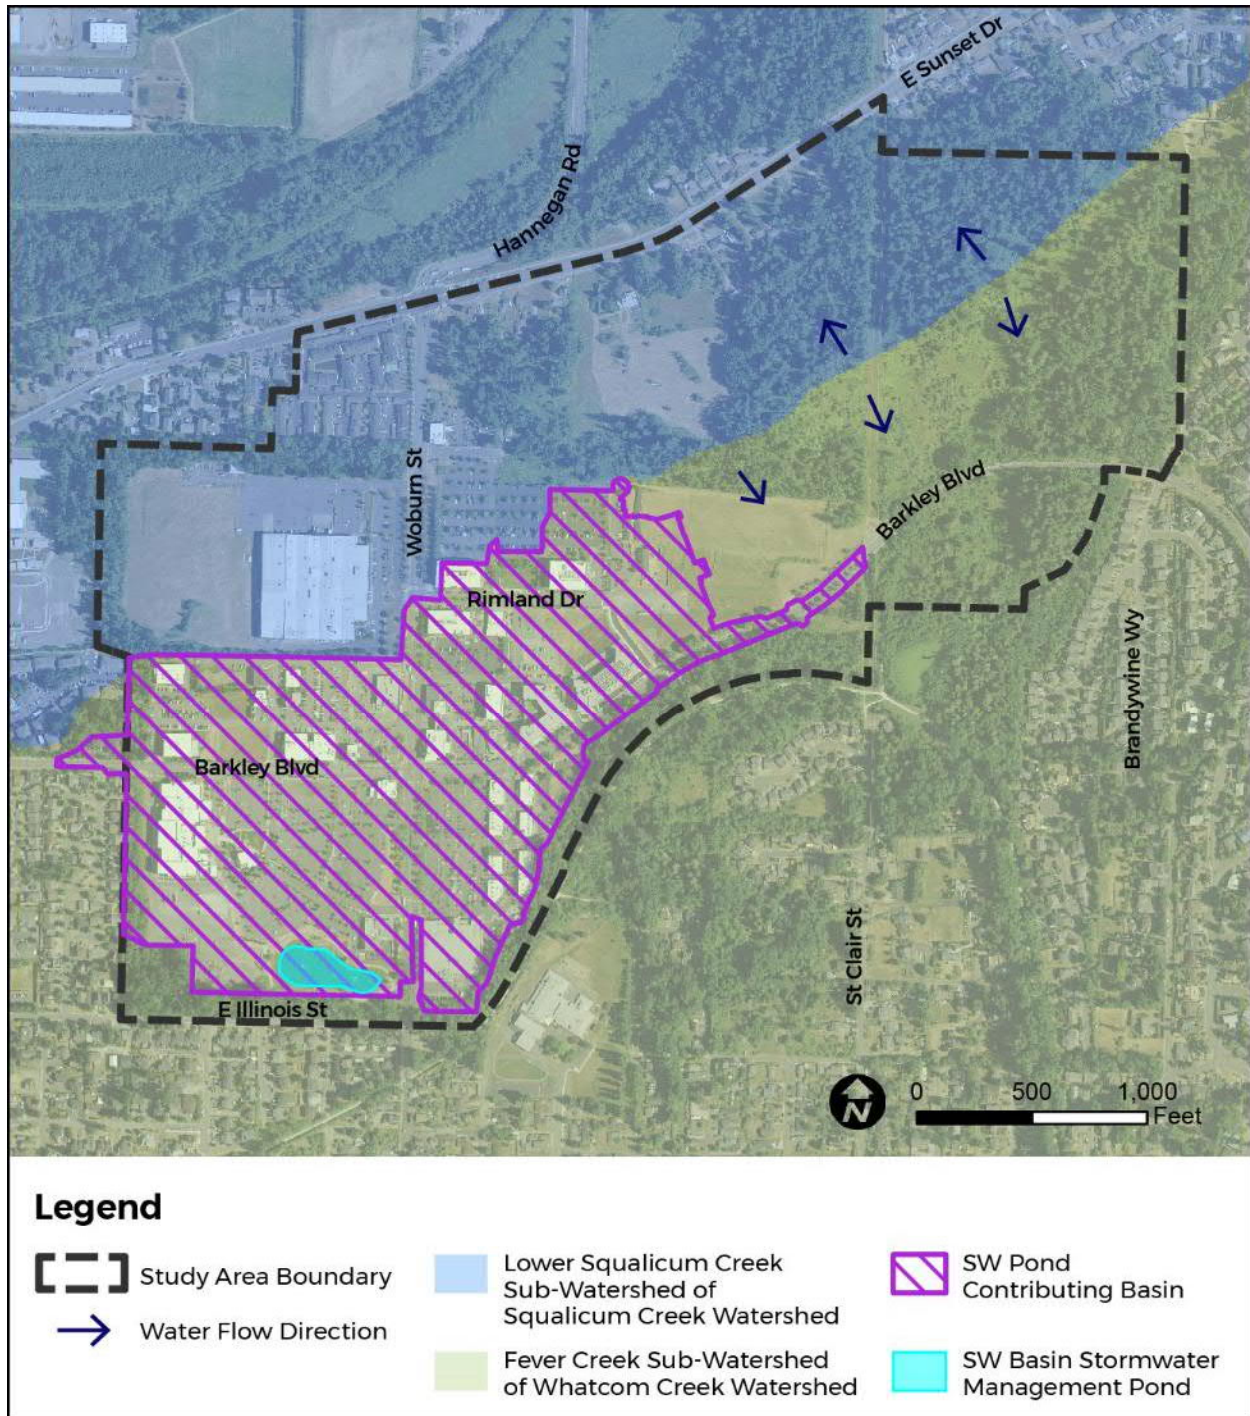 E Sunset Dr
Hannegan Rd
Woburn St
Barkley Blvd
Rimland Dr
Brandywine Wy
Barkley Blvd
St Clair St
E Illinois St
N
0 500 1,000
Feet
Legend
Study Area Boundary
Water Flow Direction
Lower Squalicum Creek
Sub-Watershed of
Squalicum Creek Watershed
Fever Creek Sub-Watershed
of Whatcom Creek Watershed
SW Pond
Contributing Basin
SW Basin Stormwater
Management Pond